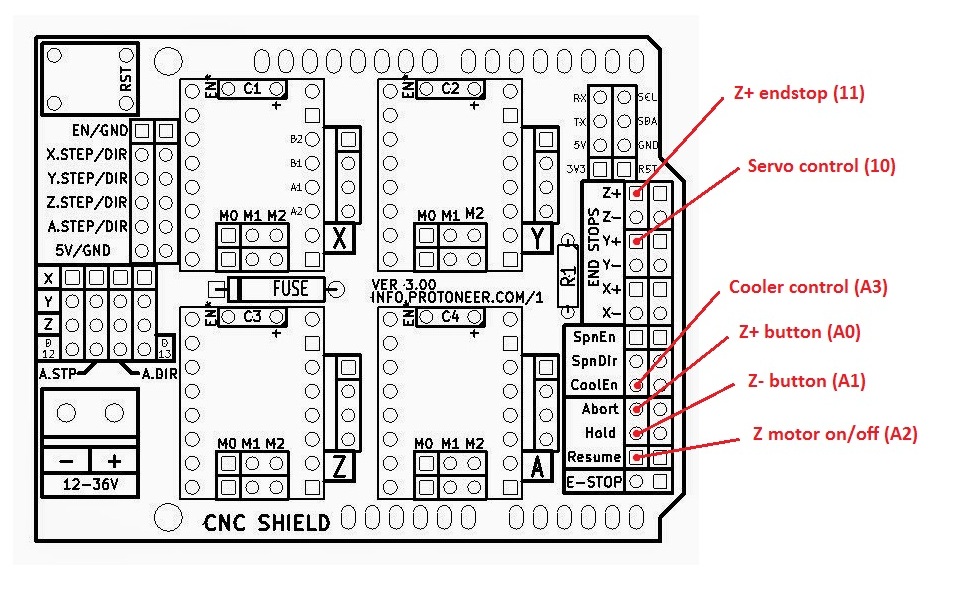 RST
EN*
C1
+
EN*
C2
+
RX
SCL
TX
SDA
5V
GND
3V3
RST
EN/GND
X.STEP/DIR
Y.STEP/DIR
Z.STEP/DIR
A.STEP/DIR
5V/GND
B2
B1
A1
A2
M0 M1 M2
X
M0 M1 M2
Y
END STOPS
Z+
Z-
Y+
Y-
X+
X-
R1
X
Y
Z
D
12
D
13
A.STP
A.DIR
FUSE
VER 3.00
INFO.PROTONEER.COM/1
EN*
C3
+
EN*
C4
+
SpnEn
SpnDir
CoolEn
Abort
Hold
Resume
E-STOP
- +
12-36V
M0 M1 M2
Z
M0 M1 M2
A
CNC SHIELD
Z+ endstop (11)
Servo control (10)
Cooler control (A3)
Z+ button (A0)
Z- button (A1)
Z motor on/off (A2)